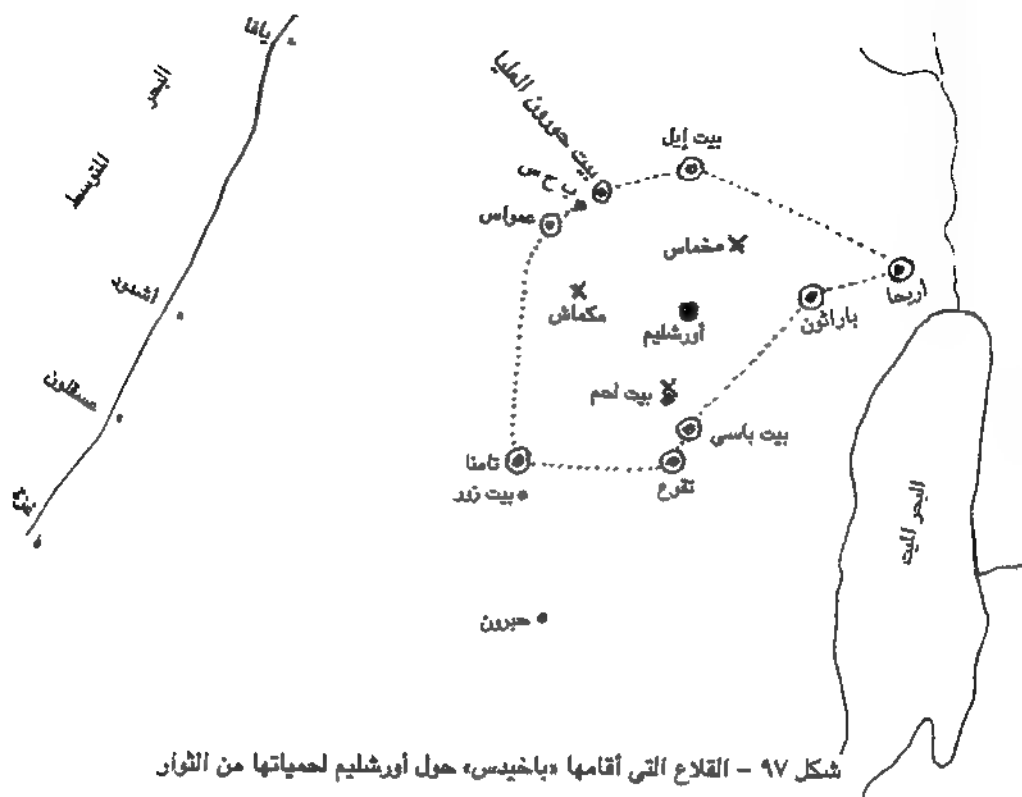 يافا
البحر
المتوسط
أشدود
عسقلون
غزة
بيت حورون العليا
ب ح س
عمواس
بيت إيل
مخماس
مكماش
أورشليم
باراثون
أريحا
بيت لحم
بيت باسي
تقوع
تامنا
بيت زور
حبرون
البحر الميت
شكل ٩٧ – القلاع التي أقامها «باخيدس» حول أورشليم لحمياتها من الثوار